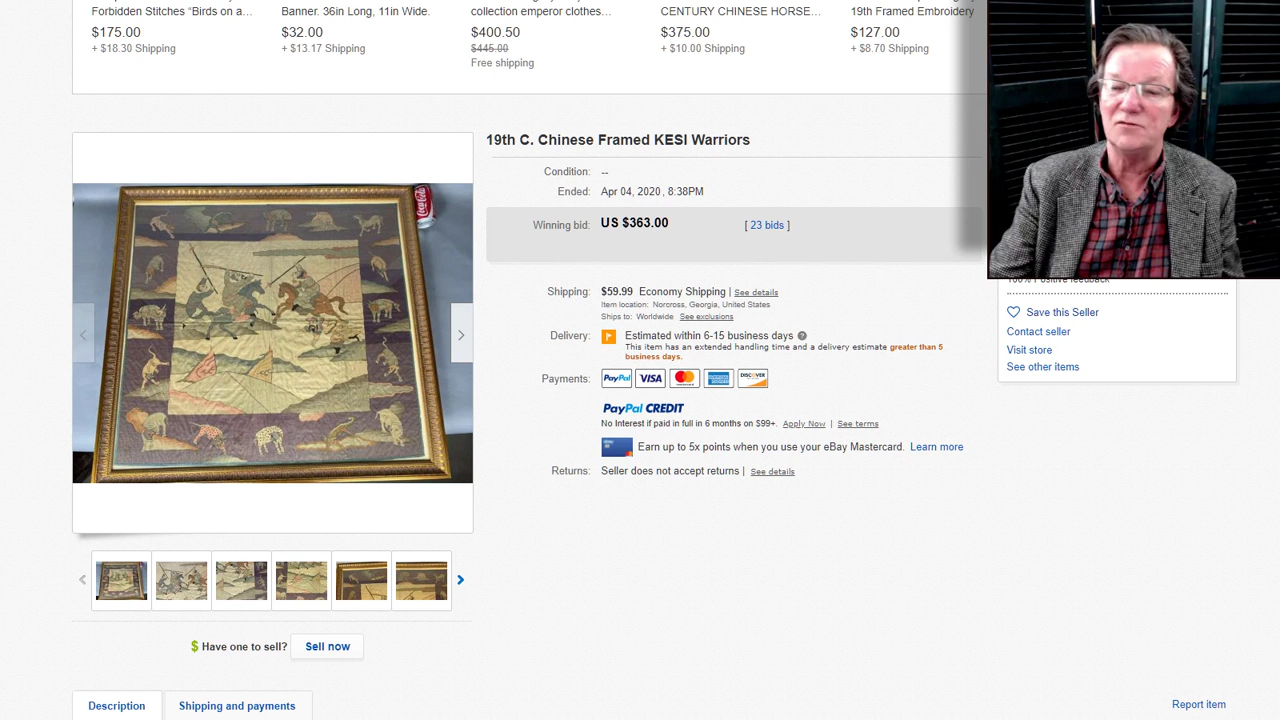 Forbidden Stitches “Birds on a…
Banner. 36in Long, 11in Wide.
collection emperor clothes…
CENTURY CHINESE HORSE…
19th Framed Embroidery
$175.00
$32.00
$400.50
$375.00
$127.00
+ $18.30 Shipping
+ $13.17 Shipping
$445.00
+ $10.00 Shipping
+ $8.70 Shipping
Free shipping
19th C. Chinese Framed KESI Warriors
Condition: --
Ended: Apr 04, 2020 , 8:38PM
Winning bid: US $363.00 [ 23 bids ]
Shipping: $59.99 Economy Shipping | See details
Item location: Norcross, Georgia, United States
Ships to: Worldwide See exclusions
Delivery: Estimated within 6-15 business days
This item has an extended handling time and a delivery estimate greater than 5
business days.
Payments: PayPal VISA mastercard AMERICAN EXPRESS DISCOVER
PayPal CREDIT
No Interest if paid in full in 6 months on $99+. Apply Now | See terms
Earn up to 5x points when you use your eBay Mastercard. Learn more
Returns: Seller does not accept returns | See details
100% Positive feedback
Save this Seller
Contact seller
Visit store
See other items
Coca-Cola
$ Have one to sell? Sell now
Description
Shipping and payments
Report item